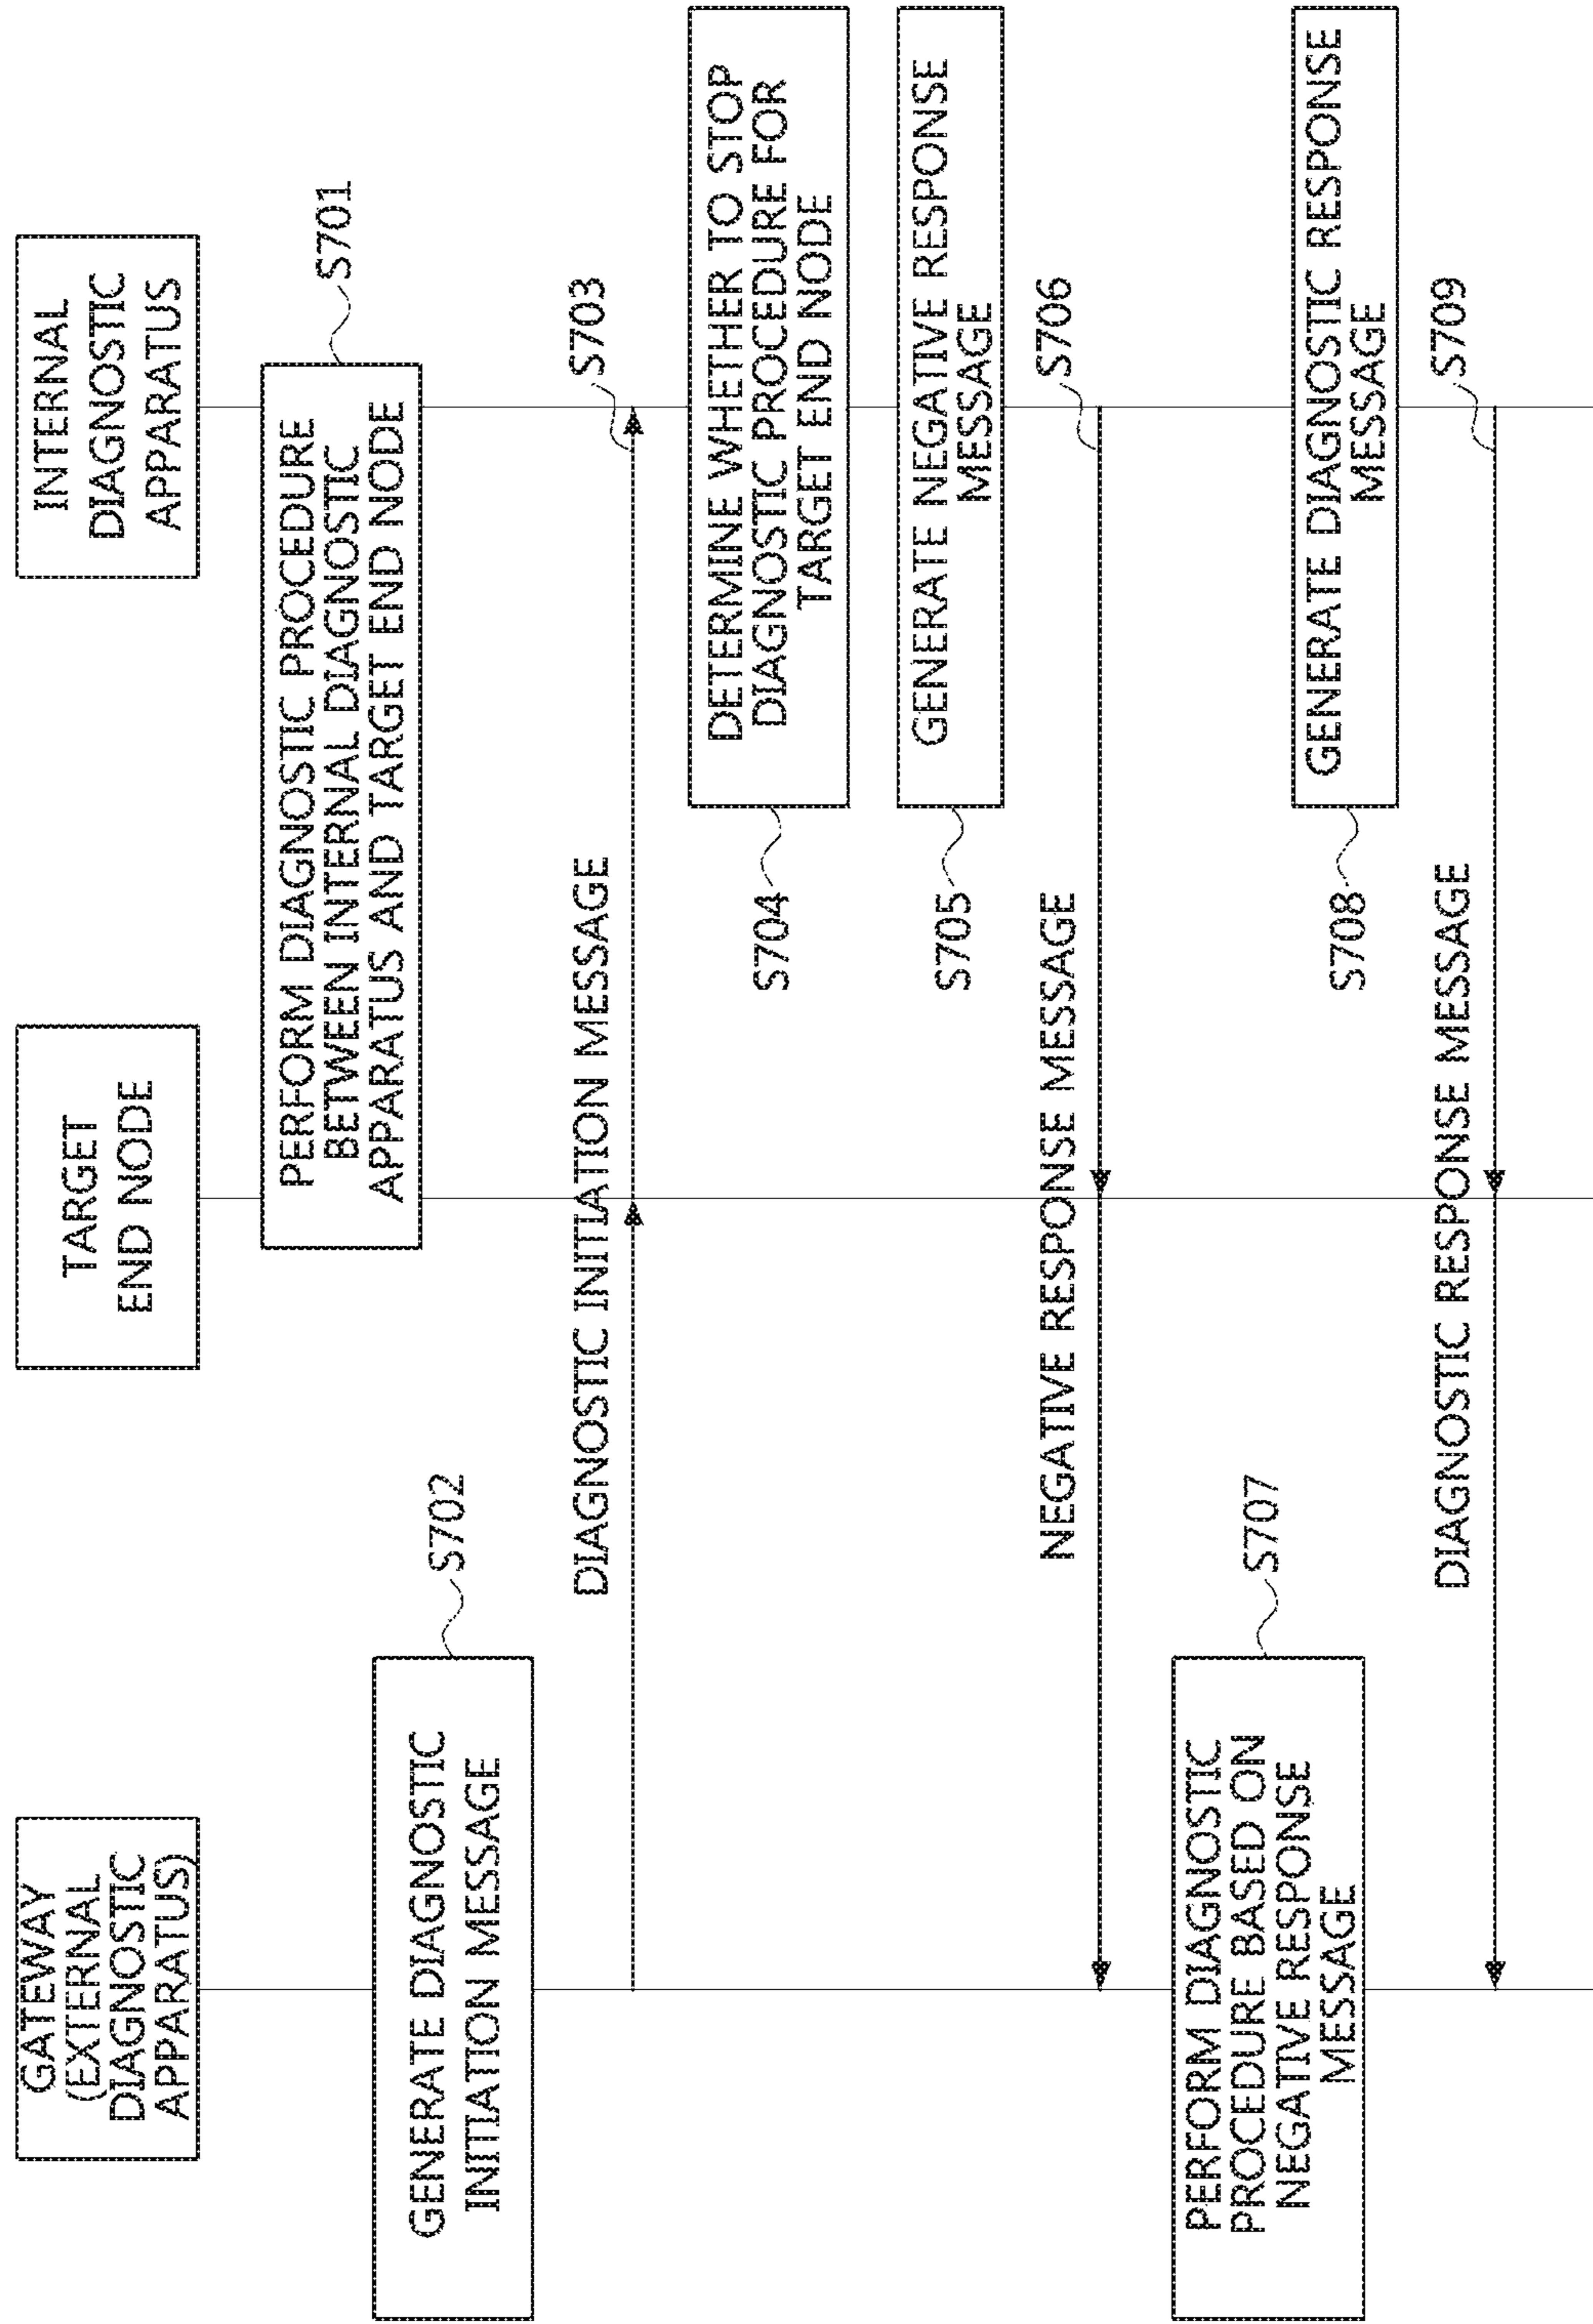 GATEWAY
(EXTERNAL
DIAGNOSTIC
APPARATUS)
TARGET
END NODE
INTERNAL
DIAGNOSTIC
APPARATUS
PERFORM DIAGNOSTIC PROCEDURE
BETWEEN INTERNAL DIAGNOSTIC
APPARATUS AND TARGET END NODE
S701
GENERATE DIAGNOSTIC
INITIATION MESSAGE
S702
DIAGNOSTIC INITIATION MESSAGE
S703
DETERMINE WHETHER TO STOP
DIAGNOSTIC PROCEDURE FOR
TARGET END NODE
S704
GENERATE NEGATIVE RESPONSE
MESSAGE
S705
NEGATIVE RESPONSE MESSAGE
S706
PERFORM DIAGNOSTIC
PROCEDURE BASED ON
NEGATIVE RESPONSE
MESSAGE
S707
GENERATE DIAGNOSTIC RESPONSE
MESSAGE
S708
DIAGNOSTIC RESPONSE MESSAGE
S709